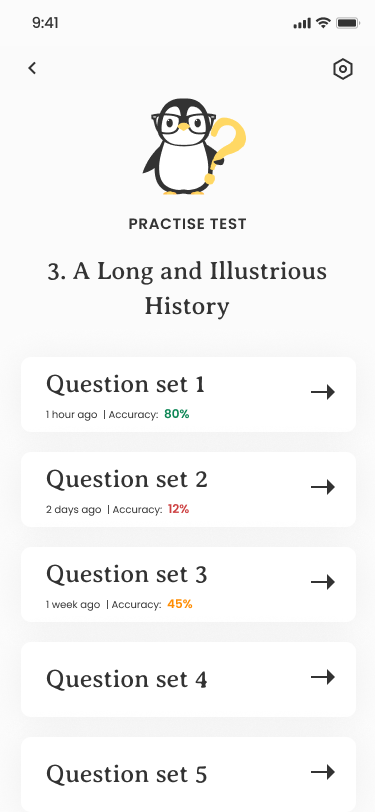 9:41
?
PRACTISE TEST
3. A Long and Illustrious
History
Question set 1
1 hour ago | Accuracy: 80%
Question set 2
2 days ago | Accuracy: 12%
Question set 3
1 week ago | Accuracy: 45%
Question set 4
Question set 5